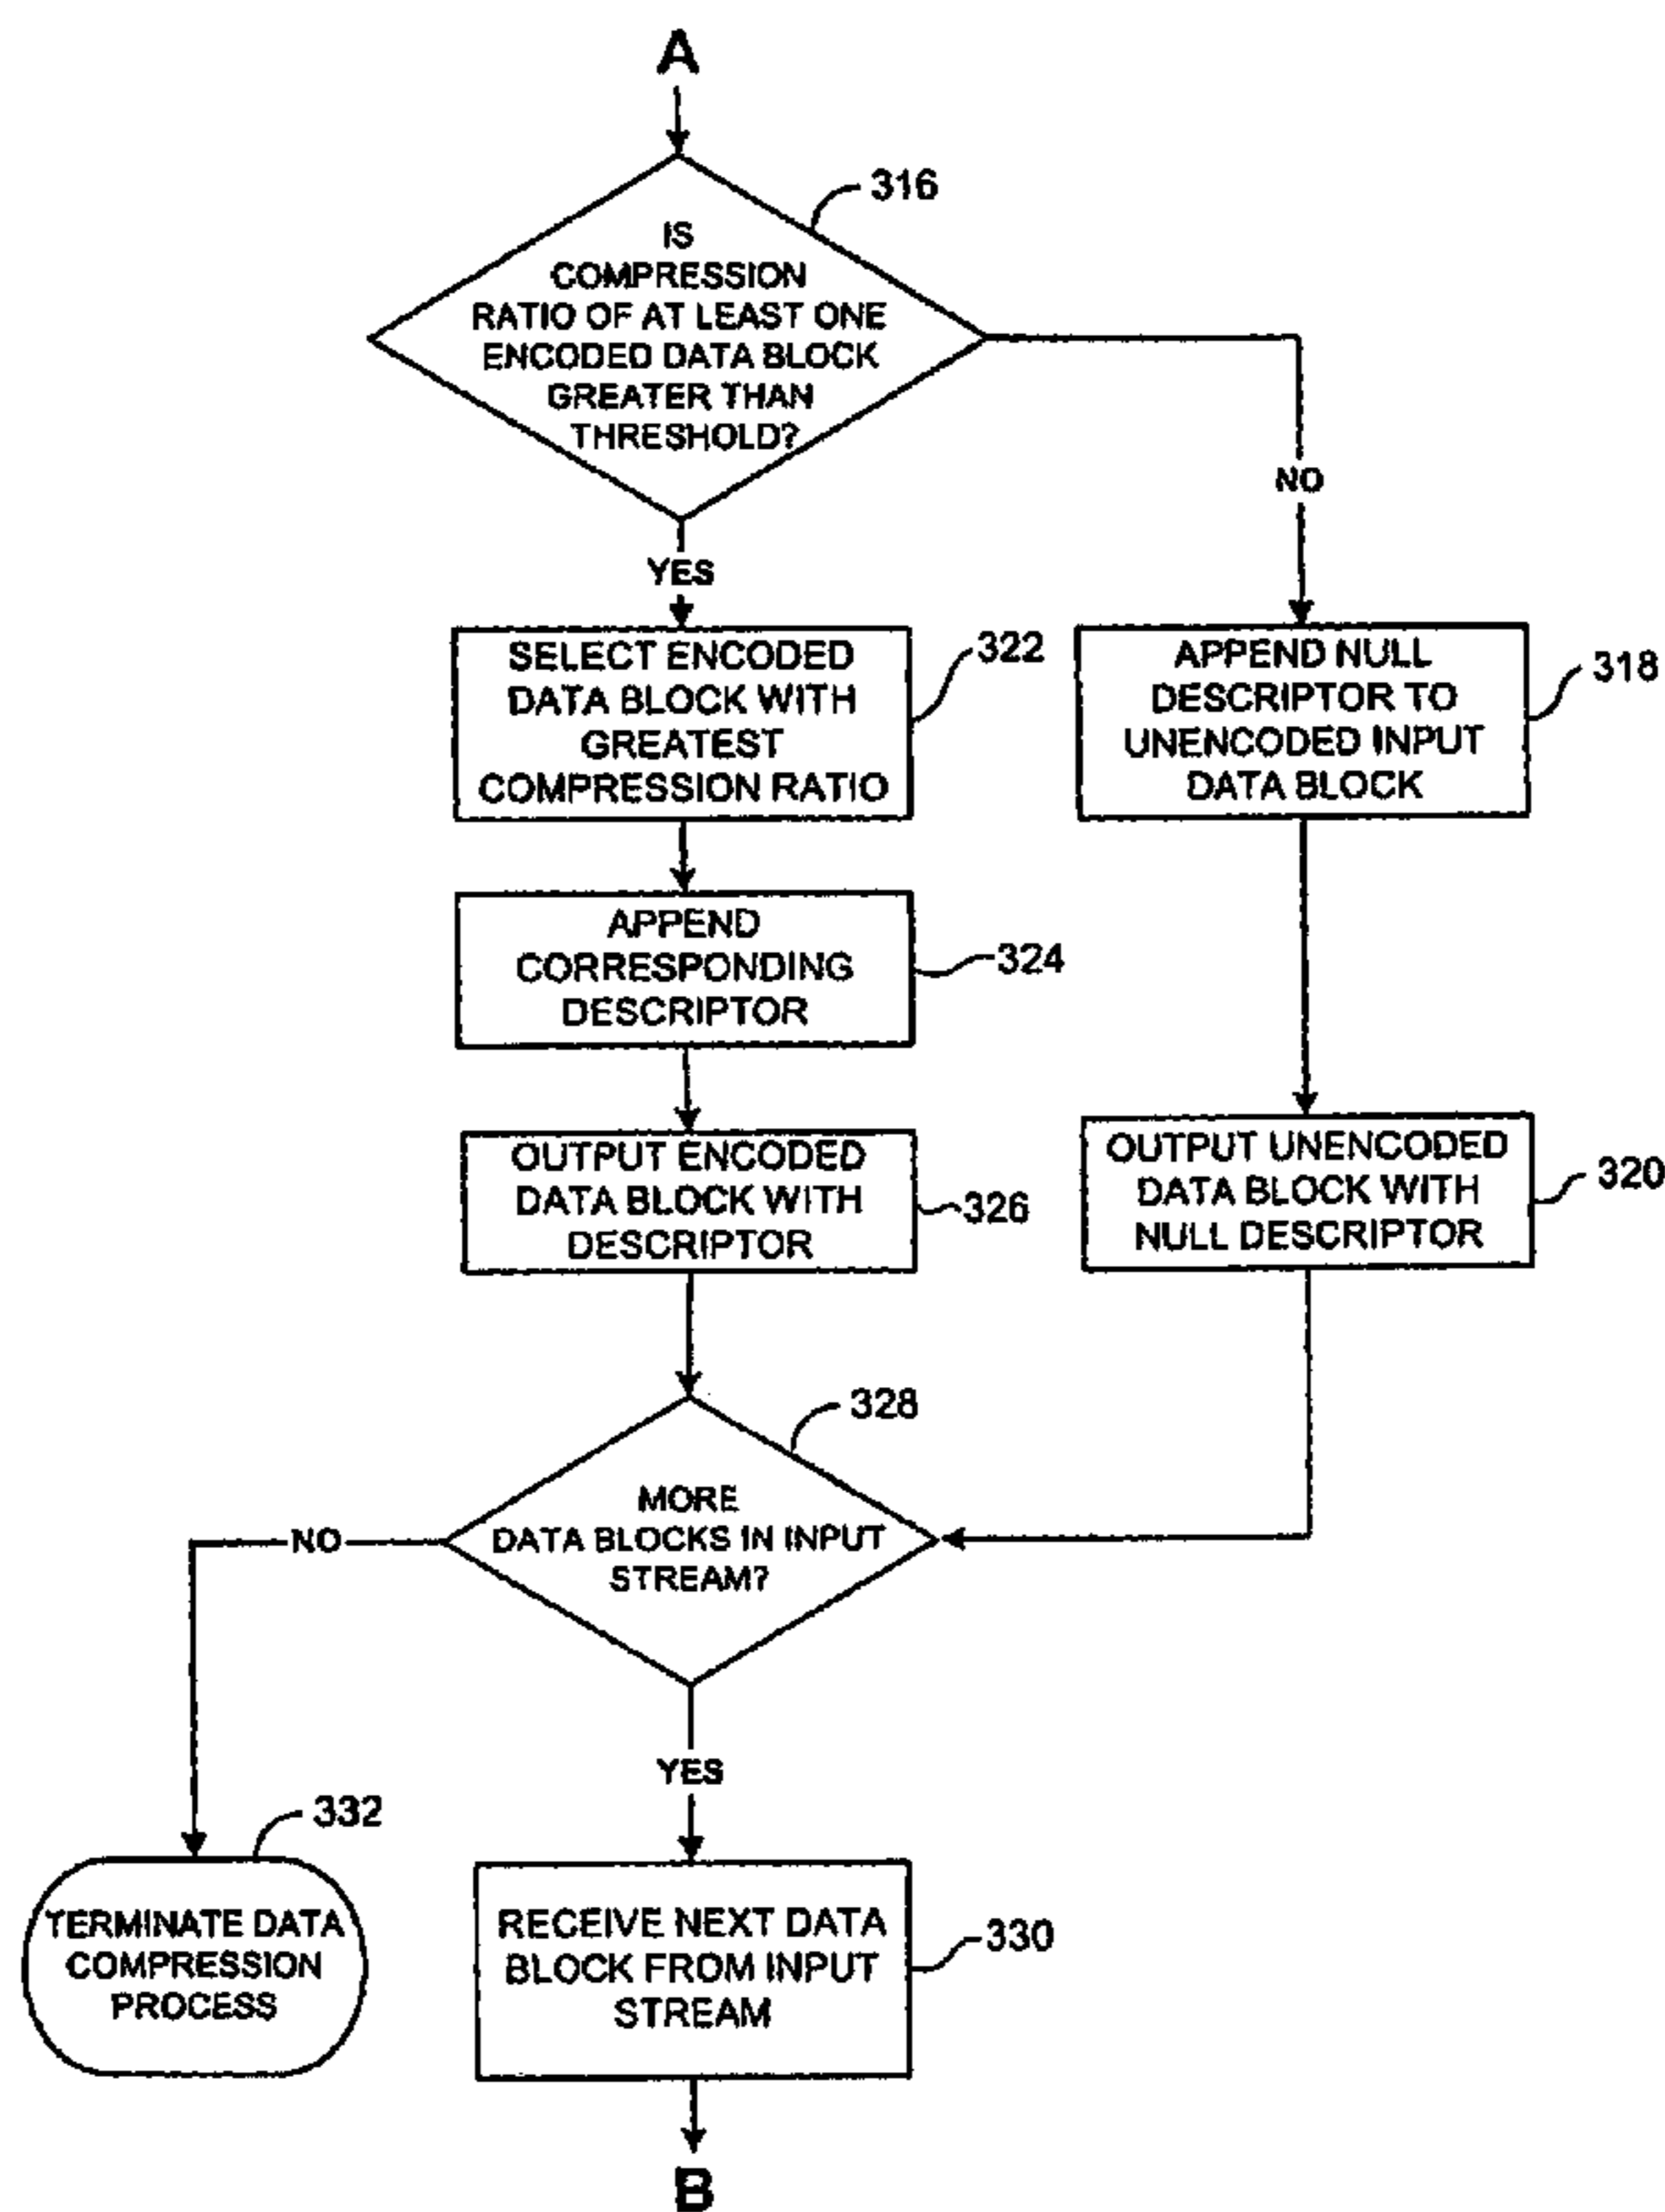 A
316
IS
COMPRESSION
RATIO OF AT LEAST ONE
ENCODED DATA BLOCK
GREATER THAN
THRESHOLD?
NO
YES
SELECT ENCODED
DATA BLOCK WITH
GREATEST
COMPRESSION RATIO
322
APPEND NULL
DESCRIPTOR TO
UNENCODED INPUT
DATA BLOCK
318
APPEND
CORRESPONDING
DESCRIPTOR
324
OUTPUT ENCODED
DATA BLOCK WITH
DESCRIPTOR
326
OUTPUT UNENCODED
DATA BLOCK WITH
NULL DESCRIPTOR
320
328
MORE
DATA BLOCKS IN INPUT
STREAM?
NO
YES
332
TERMINATE DATA
COMPRESSION
PROCESS
RECEIVE NEXT DATA
BLOCK FROM INPUT
STREAM
330
B